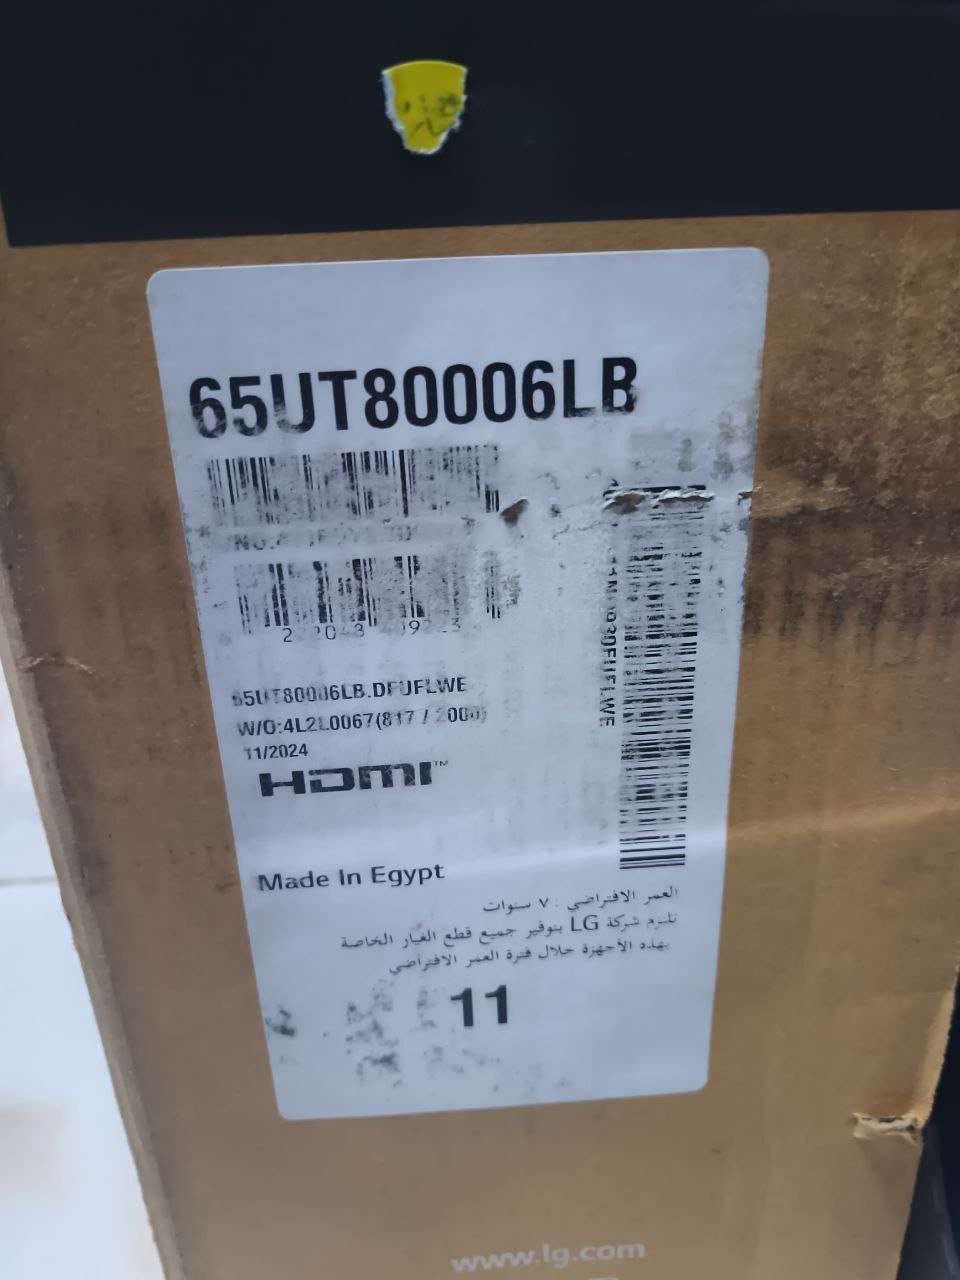 65UT80006LB
65UT80006LB.DFUFLWE
W/O:4L2L0067(817 / 2000)
11/2024
HDMI™
Made In Egypt
العمر الافتراضي : ٧ سنوات
تلتزم شركة LG بتوفير جميع قطع الغيار الخاصة
بهذه الأجهزة خلال فترة العمر الافتراضي
11
www.lg.com